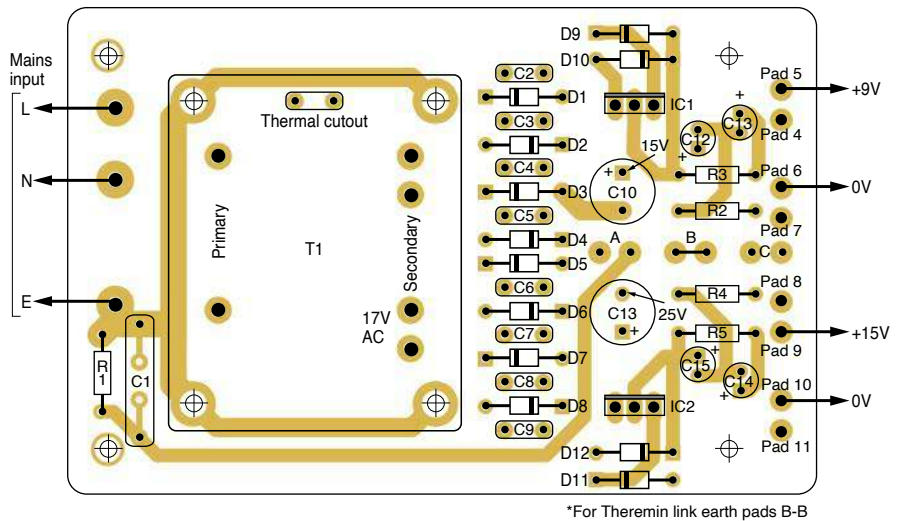 Mains
input
L
N
E
R
1
C1
Thermal cutout
Primary
T1
Secondary
17V
AC
C2
D1
C3
D2
C4
D3
C5
D4
D5
C6
D6
C7
D7
C8
D8
C9
D9
D10
IC1
+
C12
+
C13
+
15V
+
C10
R3
R2
A
B
C
C13
+
25V
R4
R5
+
C15
+
C14
IC2
D12
D11
Pad 5
+9V
Pad 4
Pad 6
0V
Pad 7
Pad 8
+15V
Pad 9
Pad 10
0V
Pad 11
*For Theremin link earth pads B-B